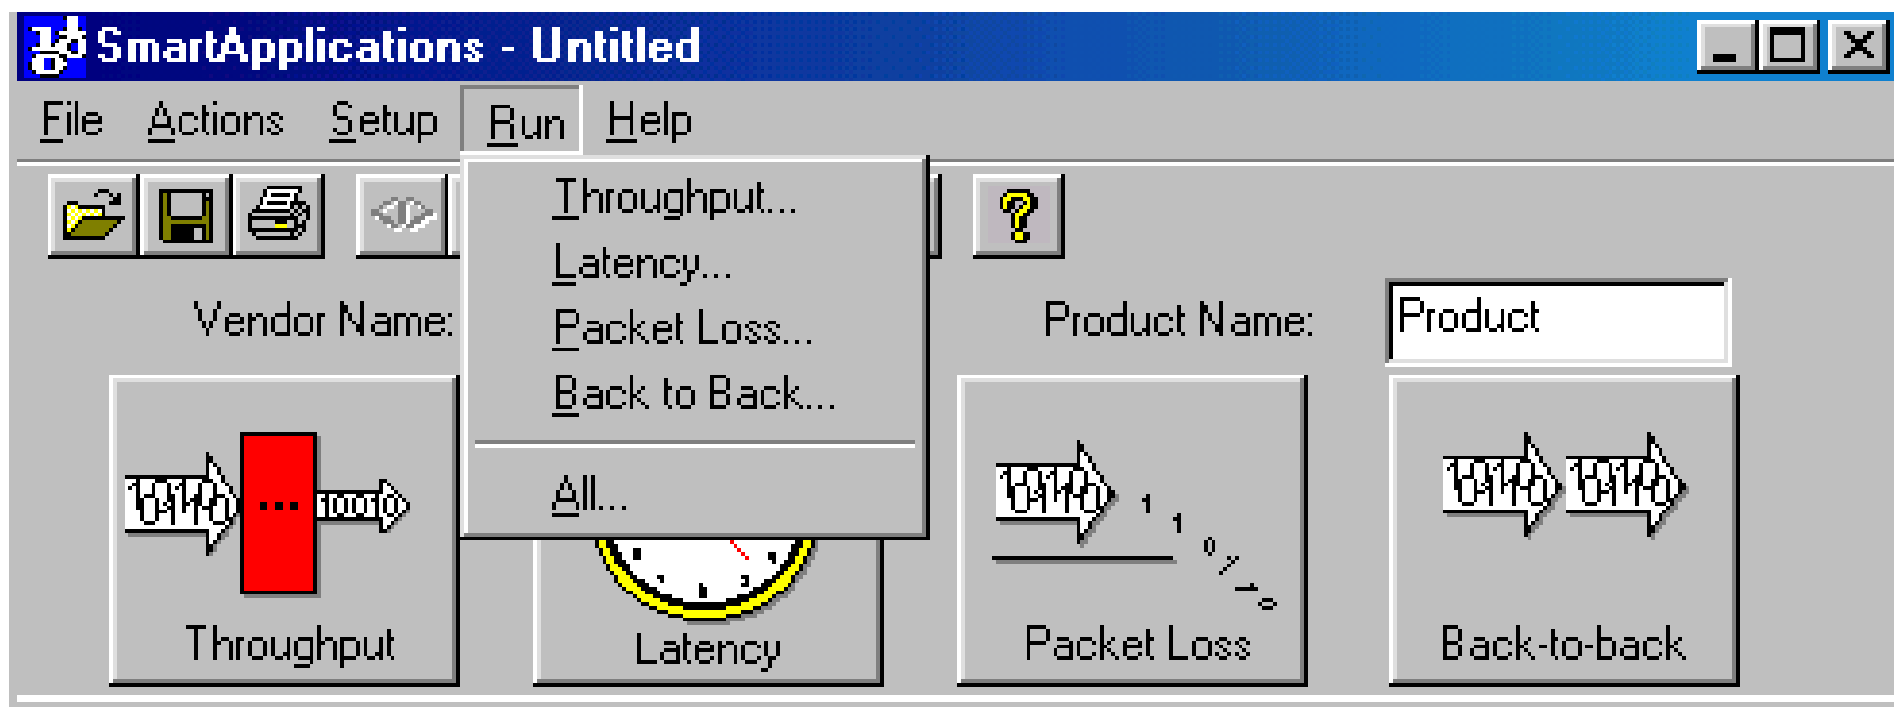 SmartApplications - Untitled
File Actions Setup Run Help
Throughput...
Latency...
Packet Loss...
Back to Back...
All...
Vendor Name:
Product Name:
Product
Throughput
Latency
Packet Loss
Back-to-back